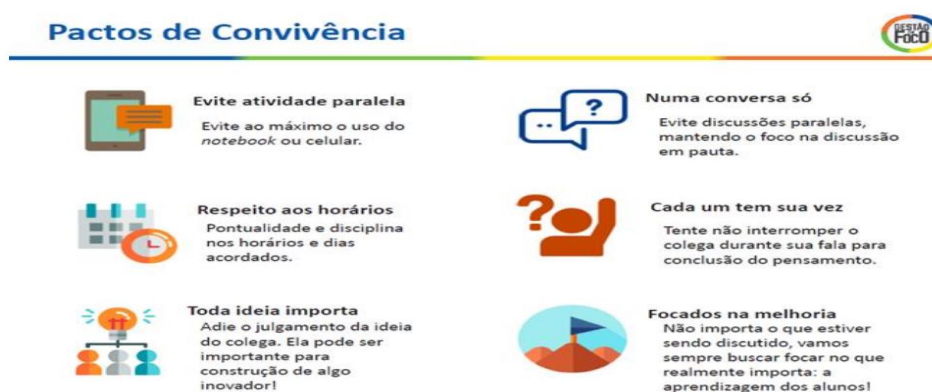 Pactos de Convivência
GESTÃO
EM
FOCO
Evite atividade paralela
Evite ao máximo o uso do
notebook ou celular.
Numa conversa só
Evite discussões paralelas,
mantendo o foco na discussão
em pauta.
?
Respeito aos horários
Pontualidade e disciplina
nos horários e dias
acordados.
?
Cada um tem sua vez
Tente não interromper o
colega durante sua fala para
conclusão do pensamento.
Toda ideia importa
Adie o julgamento da ideia
do colega. Ela pode ser
importante para
construção de algo
inovador!
Focados na melhoria
Não importa o que estiver
sendo discutido, vamos
sempre buscar focar no que
realmente importa: a
aprendizagem dos alunos!